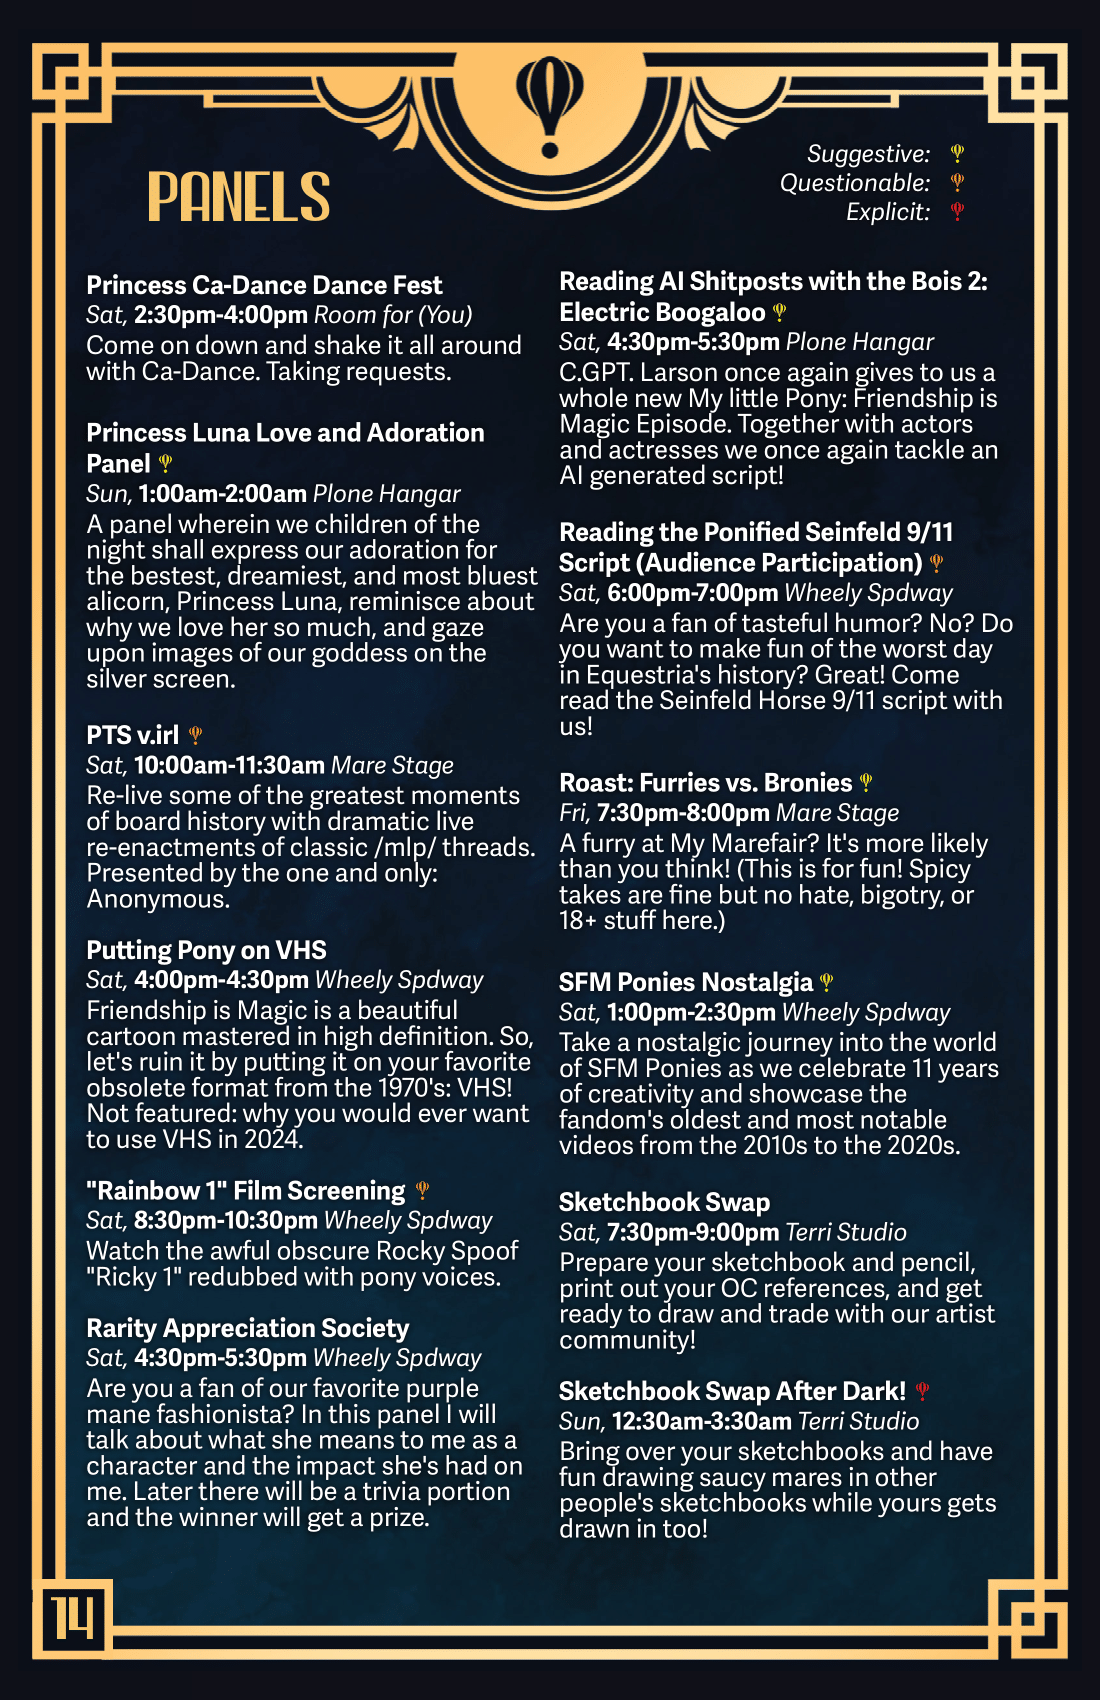 PANELS
Suggestive:
Questionable:
Explicit:
Princess Ca-Dance Dance Fest
Sat, 2:30pm-4:00pm Room for (You)
Come on down and shake it all around
with Ca-Dance. Taking requests.
Princess Luna Love and Adoration
Panel
Sun, 1:00am-2:00am Plone Hangar
A panel wherein we children of the
night shall express our adoration for
the bestest, dreamiest, and most bluest
alicorn, Princess Luna, reminisce about
why we love her so much, and gaze
upon images of our goddess on the
silver screen.
PTS v.irl
Sat, 10:00am-11:30am Mare Stage
Re-live some of the greatest moments
of board history with dramatic live
re-enactments of classic /mlp/ threads.
Presented by the one and only:
Anonymous.
Putting Pony on VHS
Sat, 4:00pm-4:30pm Wheely Spdway
Friendship is Magic is a beautiful
cartoon mastered in high definition. So,
let's ruin it by putting it on your favorite
obsolete format from the 1970's: VHS!
Not featured: why you would ever want
to use VHS in 2024.
"Rainbow 1" Film Screening
Sat, 8:30pm-10:30pm Wheely Spdway
Watch the awful obscure Rocky Spoof
"Ricky 1" redubbed with pony voices.
Rarity Appreciation Society
Sat, 4:30pm-5:30pm Wheely Spdway
Are you a fan of our favorite purple
mane fashionista? In this panel I will
talk about what she means to me as a
character and the impact she's had on
me. Later there will be a trivia portion
and the winner will get a prize.
Reading AI Shitposts with the Bois 2:
Electric Boogaloo
Sat, 4:30pm-5:30pm Plone Hangar
C.GPT. Larson once again gives to us a
whole new My little Pony: Friendship is
Magic Episode. Together with actors
and actresses we once again tackle an
AI generated script!
Reading the Ponified Seinfeld 9/11
Script (Audience Participation)
Sat, 6:00pm-7:00pm Wheely Spdway
Are you a fan of tasteful humor? No? Do
you want to make fun of the worst day
in Equestria's history? Great! Come
read the Seinfeld Horse 9/11 script with
us!
Roast: Furries vs. Bronies
Fri, 7:30pm-8:00pm Mare Stage
A furry at My Marefair? It's more likely
than you think! (This is for fun! Spicy
takes are fine but no hate, bigotry, or
18+ stuff here.)
SFM Ponies Nostalgia
Sat, 1:00pm-2:30pm Wheely Spdway
Take a nostalgic journey into the world
of SFM Ponies as we celebrate 11 years
of creativity and showcase the
fandom's oldest and most notable
videos from the 2010s to the 2020s.
Sketchbook Swap
Sat, 7:30pm-9:00pm Terri Studio
Prepare your sketchbook and pencil,
print out your OC references, and get
ready to draw and trade with our artist
community!
Sketchbook Swap After Dark!
Sun, 12:30am-3:30am Terri Studio
Bring over your sketchbooks and have
fun drawing saucy mares in other
people's sketchbooks while yours gets
drawn in too!
14